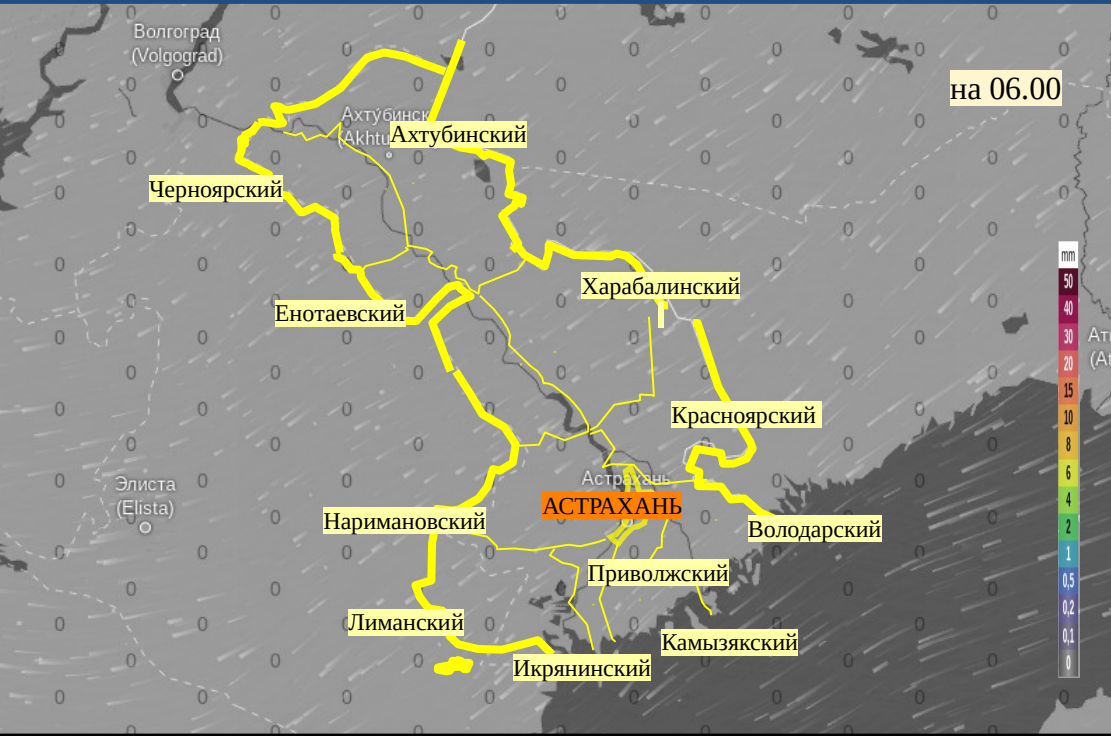 Волгоград
(Volgograd)
на 06.00
Ахтубинск
(Akhtu
Ахтубинский
Черноярский
mm
50
Харабалинский
40
Енотаевский
30
20
15
10
Красноярский
8
6
Элиста
(Elista)
Астрахань
АСТРАХАНЬ
4
Наримановский
Володарский
2
1
Приволжский
0,5
0,2
Лиманский
0,1
Камызякский
Икрянинский
0